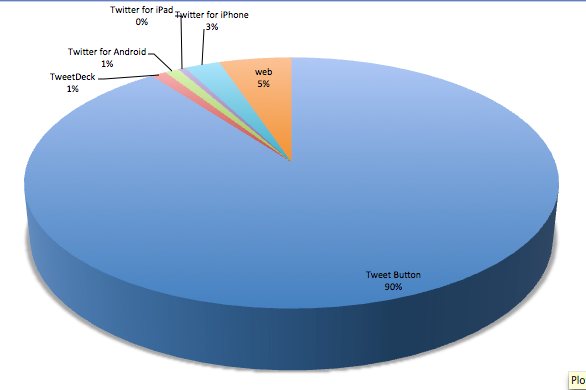 Twitter for iPad
0%
Twitter for iPhone
3%
Twitter for Android
1%
TweetDeck
1%
web
5%
Tweet Button
90%
Plo